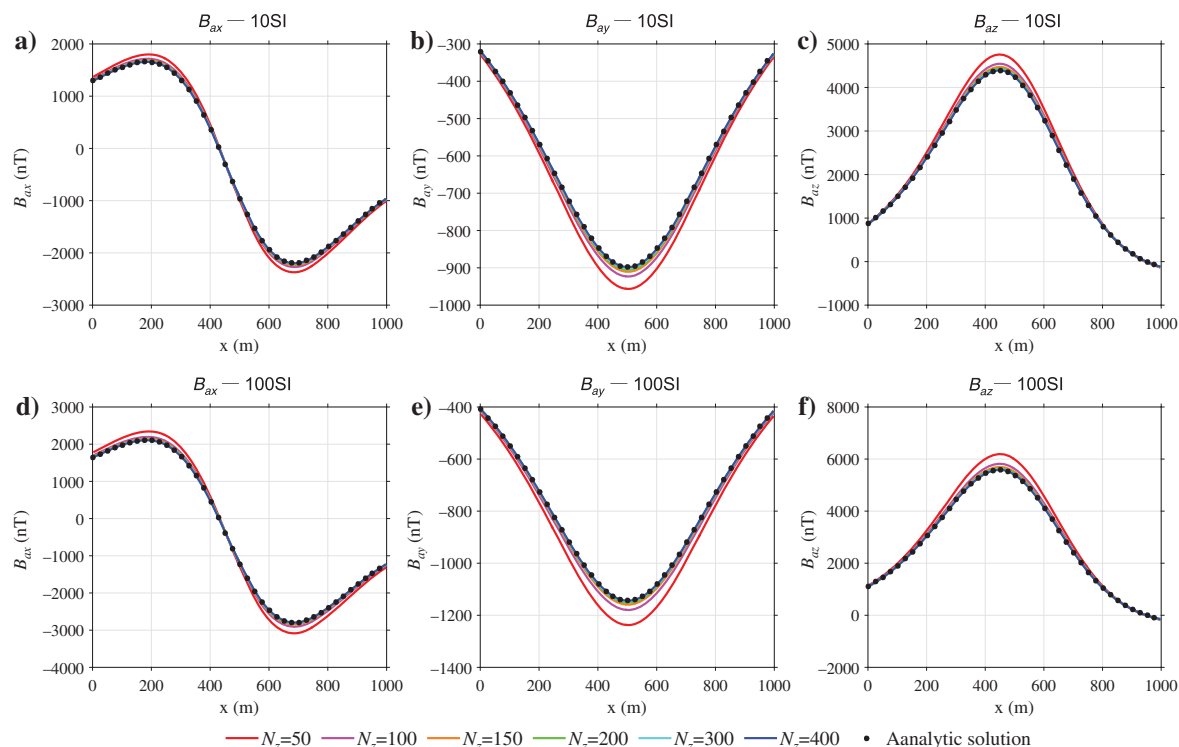 B_ax — 10SI
B_ay — 10SI
B_az — 10SI
a)
b)
c)
2000
1000
0
−1000
−2000
−3000
B_ax (nT)
0 200 400 600 800 1000
x (m)
−300
−400
−500
−600
−700
−800
−900
−1000
B_ay (nT)
0 200 400 600 800 1000
x (m)
5000
4000
3000
2000
1000
0
−1000
B_az (nT)
0 200 400 600 800 1000
x (m)
B_ax — 100SI
B_ay — 100SI
B_az — 100SI
d)
e)
f)
3000
2000
1000
0
−1000
−2000
−3000
−4000
B_ax (nT)
0 200 400 600 800 1000
x (m)
−400
−600
−800
−1000
−1200
−1400
B_ay (nT)
0 200 400 600 800 1000
x (m)
8000
6000
4000
2000
0
−2000
B_az (nT)
0 200 400 600 800 1000
x (m)
N_z=50 N_z=100 N_z=150 N_z=200 N_z=300 N_z=400 Aanalytic solution